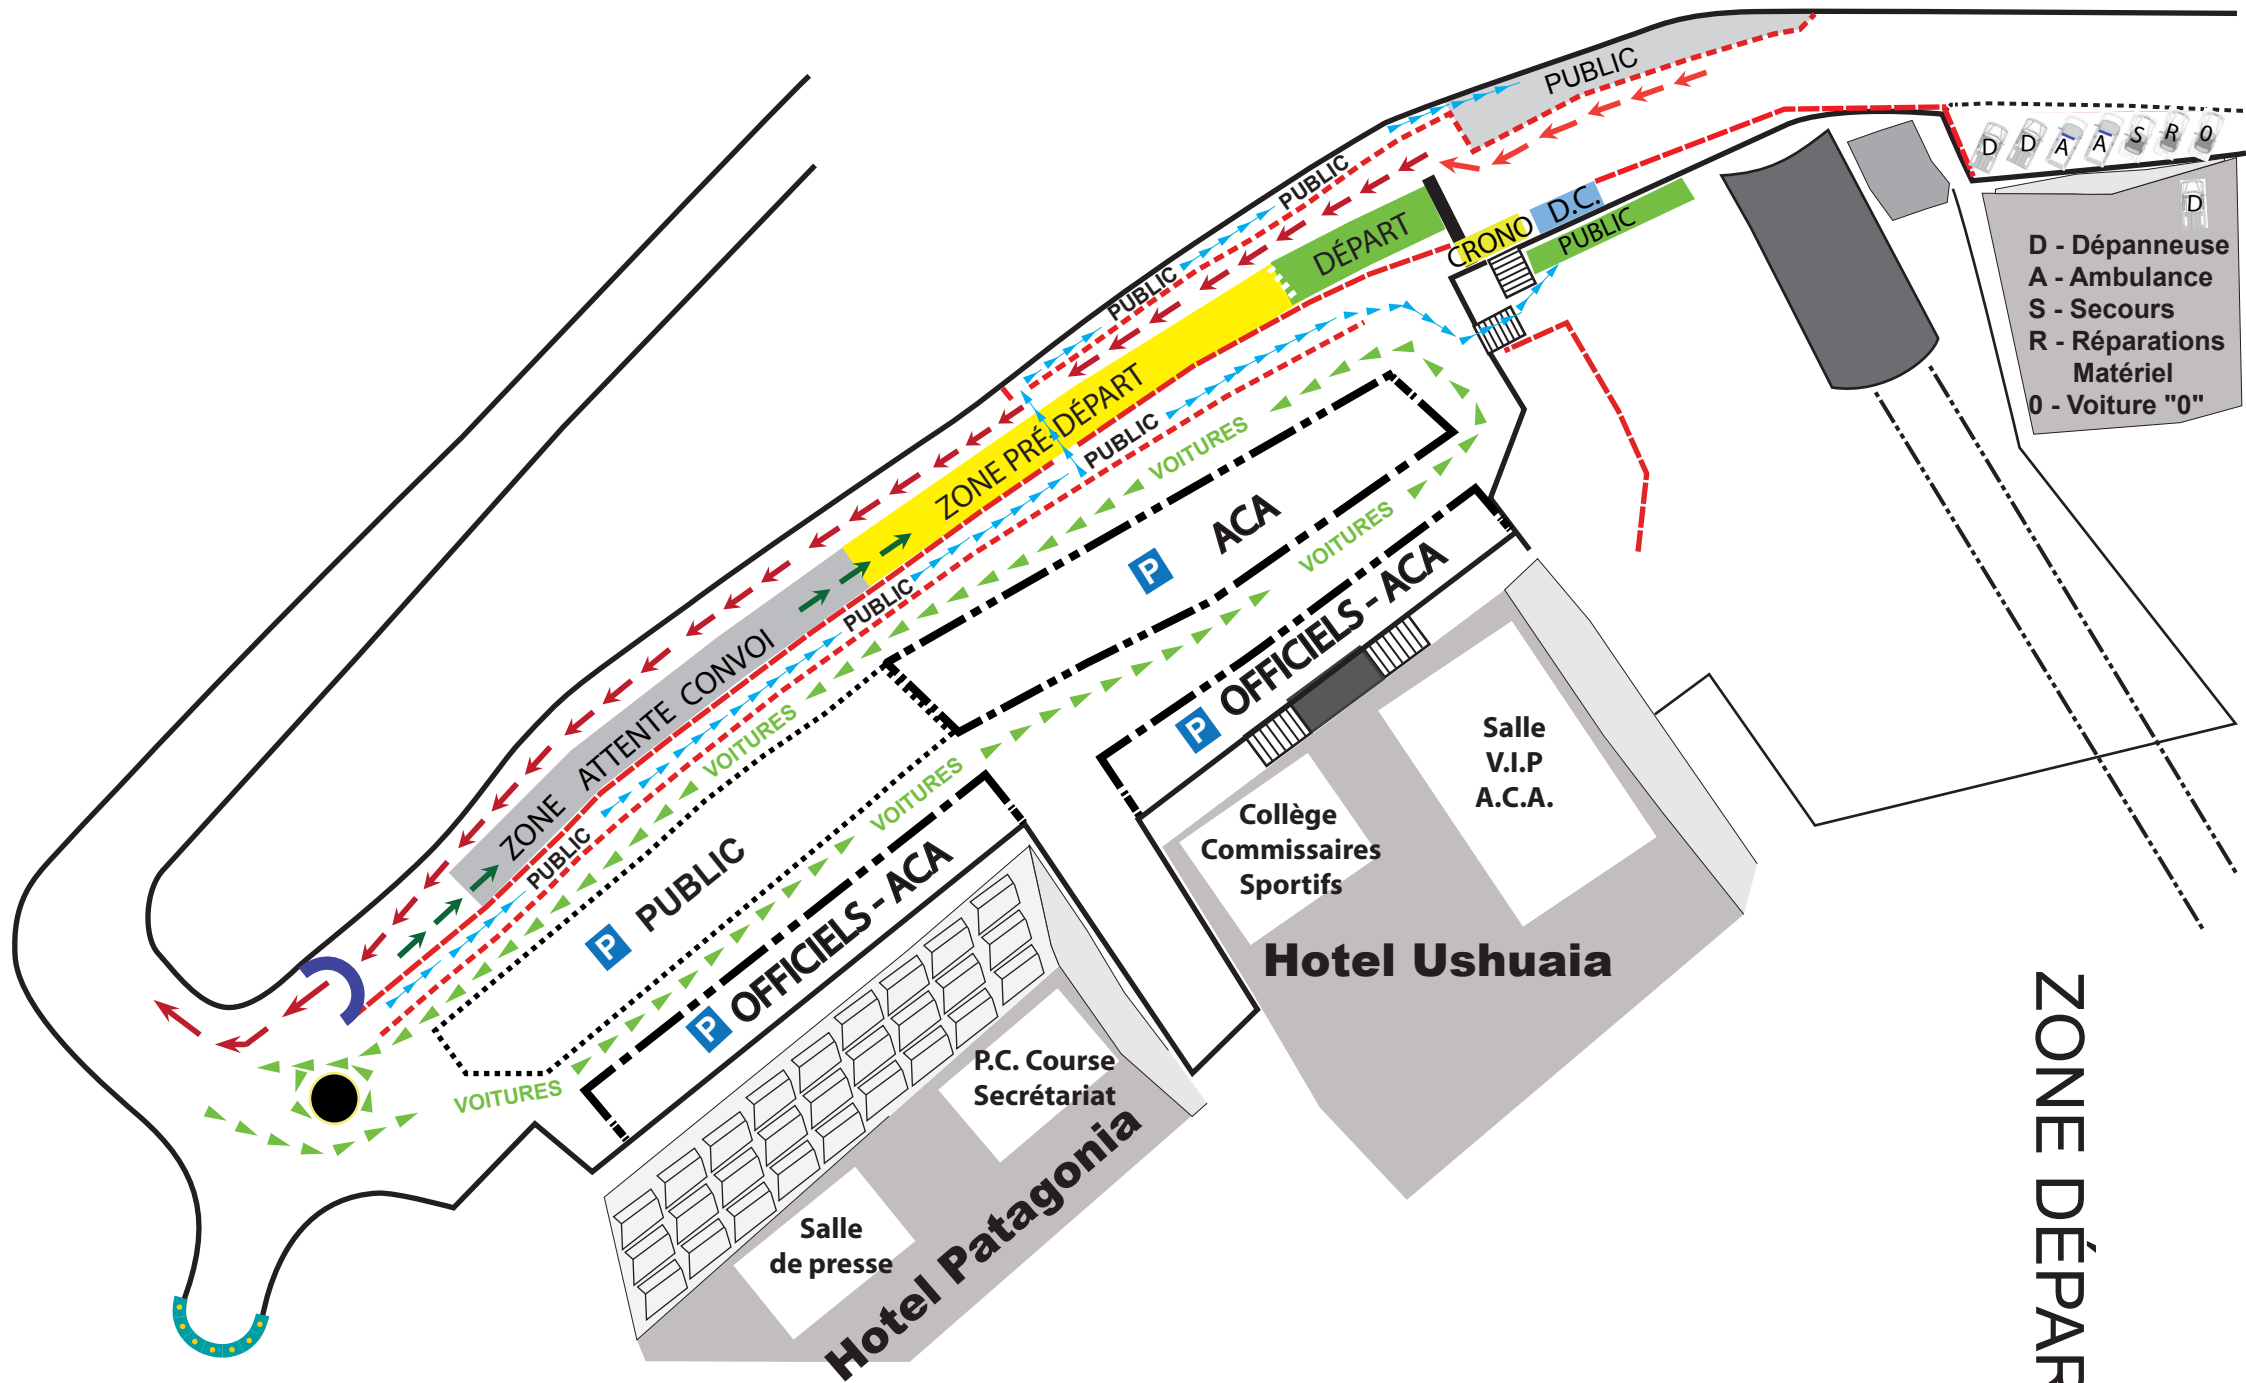 PUBLIC
D
D
A
A
S
R
0
D
D - Dépanneuse
A - Ambulance
S - Secours
R - Réparations
Matériel
0 - Voiture "0"
PUBLIC
D.C.
CRONO
PUBLIC
DÉPART
PUBLIC
ZONE PRÉ-DÉPART
PUBLIC
VOITURES
P ACA
VOITURES
PUBLIC
ZONE ATTENTE CONVOI
P OFFICIELS - ACA
VOITURES
VOITURES
PUBLIC
P PUBLIC
P OFFICIELS - ACA
VOITURES
Salle
V.I.P
A.C.A.
Collège
Commissaires
Sportifs
Hotel Ushuaia
P.C. Course
Secrétariat
Salle
de presse
Hotel Patagonia
ZONE DÉPAR